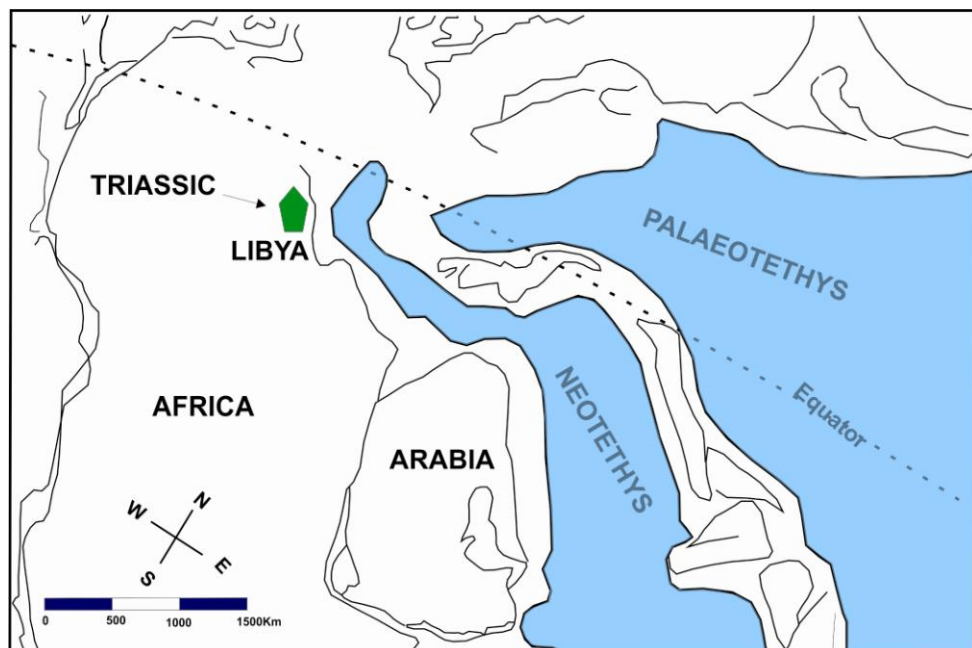 TRIASSIC
LIBYA
PALAEOTETHYS
NEOTETHYS
Equator
AFRICA
ARABIA
N
W
E
S
0 500 1000 1500Km